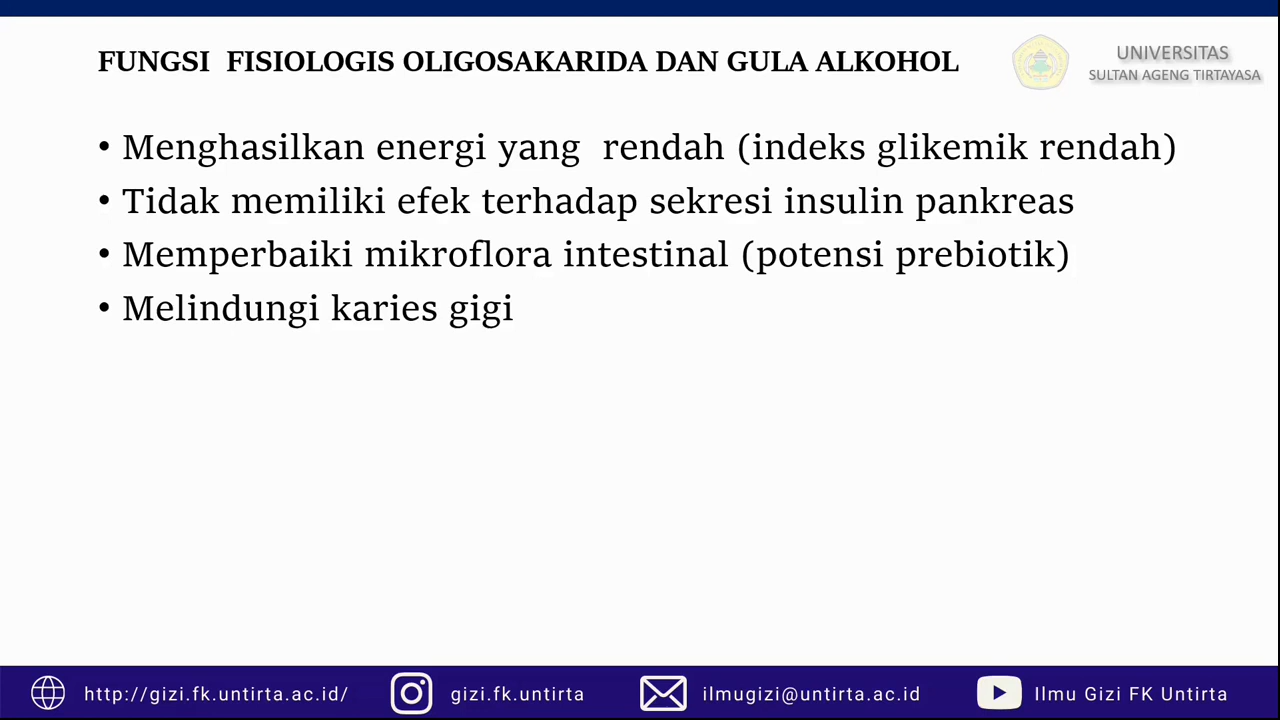 FUNGSI FISIOLOGIS OLIGOSAKARIDA DAN GULA ALKOHOL
UNIVERSITAS
SULTAN AGENG TIRTAYASA
• Menghasilkan energi yang rendah (indeks glikemik rendah)
• Tidak memiliki efek terhadap sekresi insulin pankreas
• Memperbaiki mikroflora intestinal (potensi prebiotik)
• Melindungi karies gigi
http://gizi.fk.untirta.ac.id/
gizi.fk.untirta
ilmugizi@untirta.ac.id
Ilmu Gizi FK Untirta